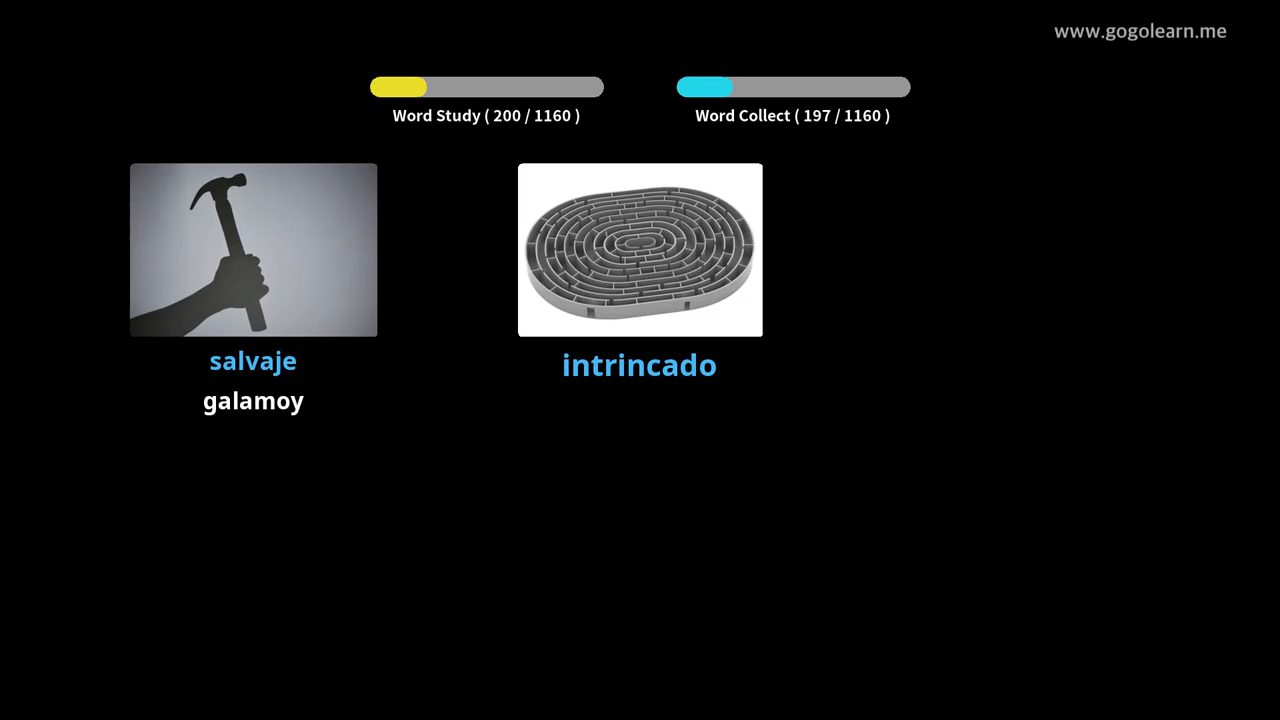 www.gogolearn.me
Word Study ( 200 / 1160 )
Word Collect ( 197 / 1160 )
salvaje
galamoy
intrincado